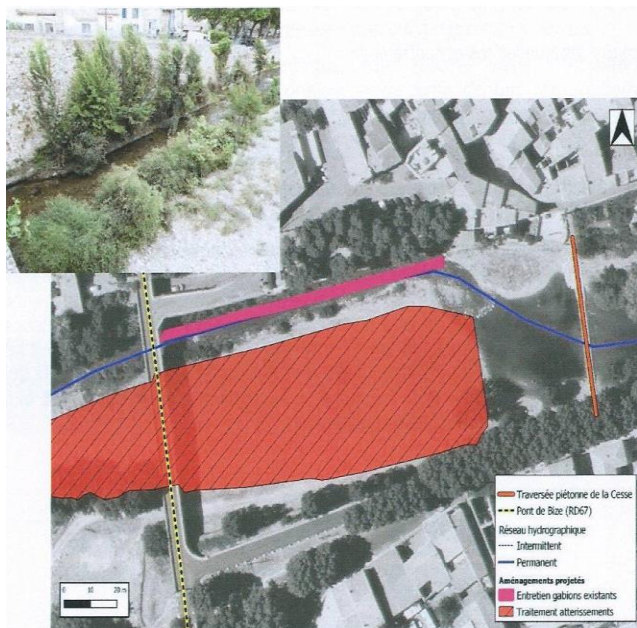 Traversée piétonne de la Cesse
Pont de Bize (RD67)
Réseau hydrographique
Intermittent
Permanent
Aménagements projetés
Entretien gabions existants
Traitement atterissements
0 10 20 m